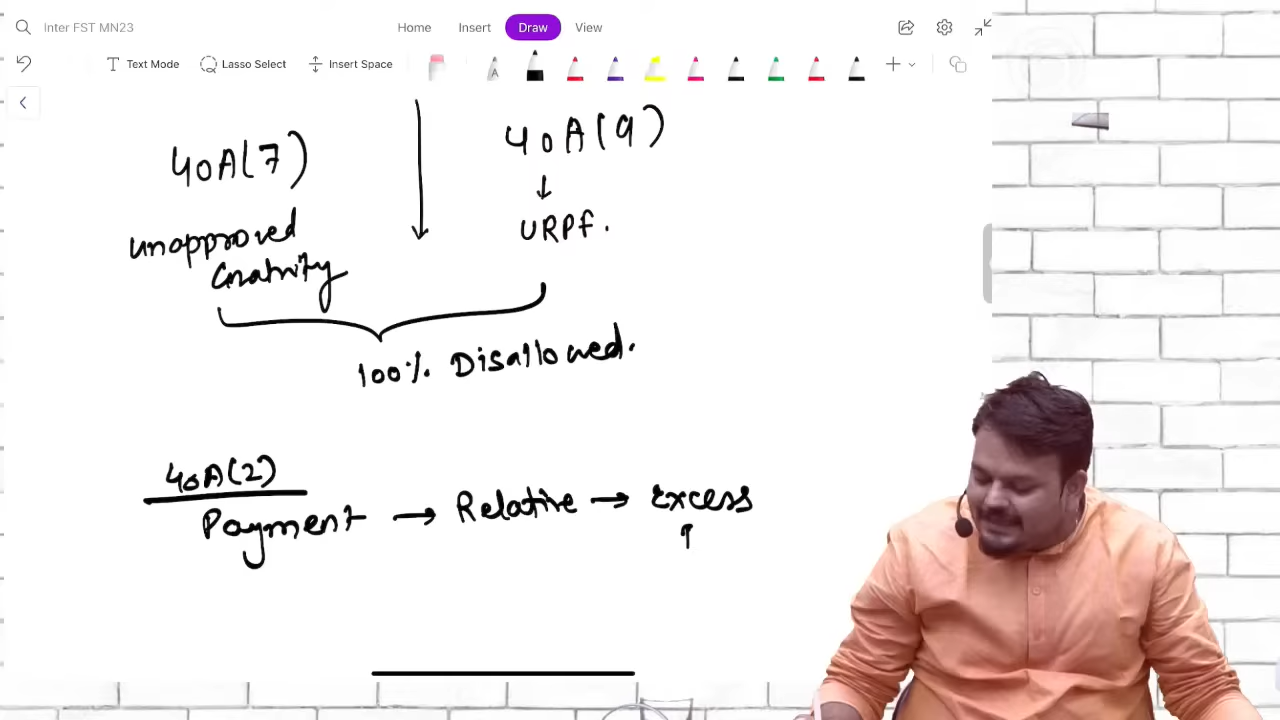 Inter FST MN23
Home Insert Draw View
Text Mode Lasso Select Insert Space
40A(7)
40A(9)
unapproved
Gratuity
URPF.
100% Disallowed.
40A(2)
Payment → Relative → Excess